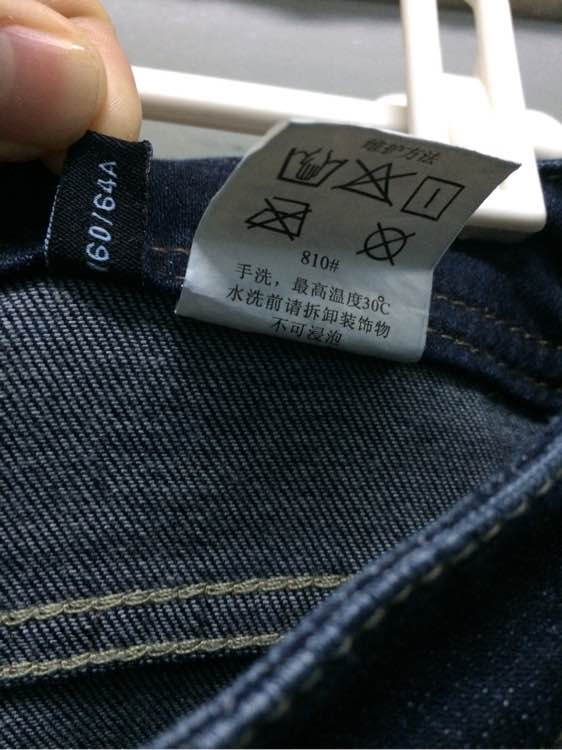 160/64A
维护方法
810#
手洗，最高温度30℃
水洗前请拆卸装饰物
不可浸泡